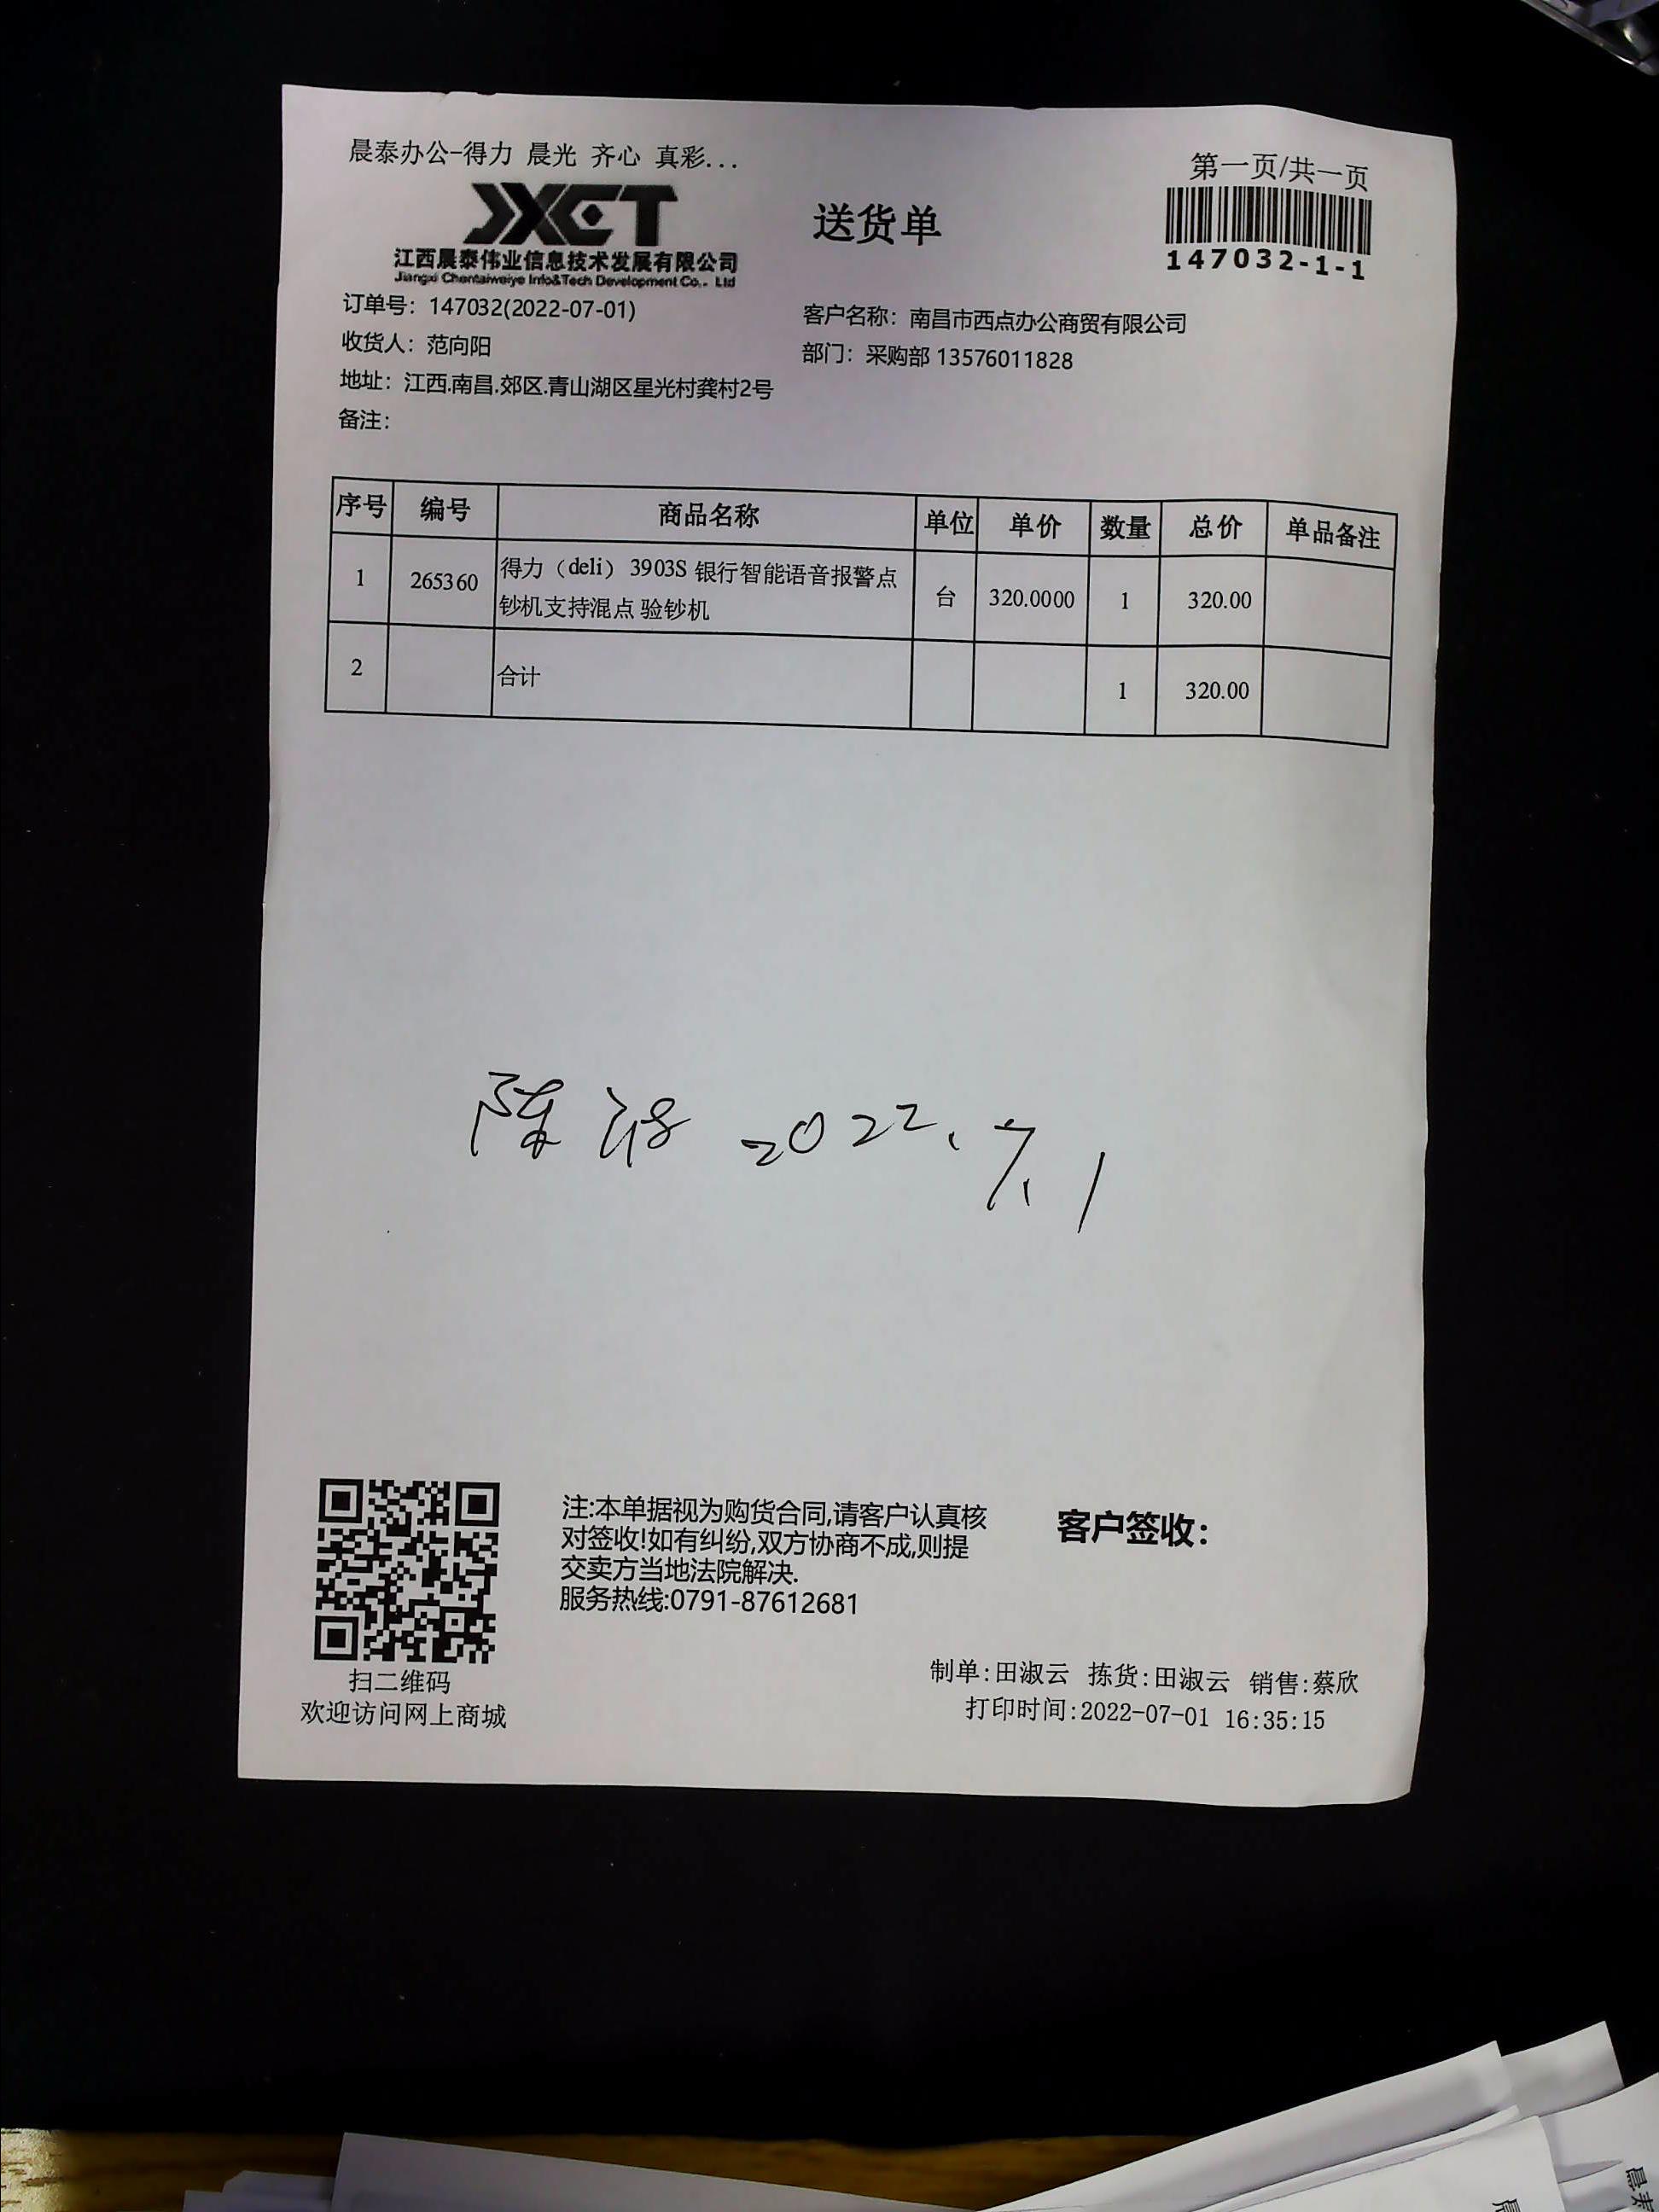 晨泰办公-得力 晨光 齐心 真彩...
第一页/共一页
JXCT
送货单
147032-1-1
江西晨泰伟业信息技术发展有限公司
Jiangxi Chentaiweiye Info&Tech Development Co., Ltd
订单号：147032(2022-07-01)
客户名称：南昌市西点办公商贸有限公司
收货人：范向阳
部门：采购部 13576011828
地址：江西.南昌.郊区.青山湖区星光村龚村2号
备注：
序号 编号 商品名称 单位 单价 数量 总价 单品备注
1 265360 得力（deli） 3903S 银行智能语音报警点
钞机支持混点 验钞机 台 320.0000 1 320.00
2 合计 1 320.00
陈 2022.7.1
注:本单据视为购货合同,请客户认真核
对签收!如有纠纷,双方协商不成,则提
交卖方当地法院解决.
服务热线:0791-87612681
客户签收：
扫二维码
欢迎访问网上商城
制单:田淑云 拣货:田淑云 销售:蔡欣
打印时间:2022-07-01 16:35:15